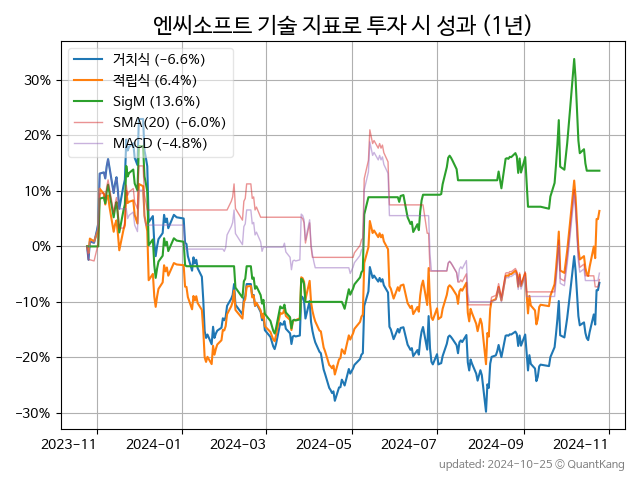 엔씨소프트 기술 지표로 투자 시 성과 (1년)
거치식 (−6.6%)
적립식 (6.4%)
SigM (13.6%)
SMA(20) (−6.0%)
MACD (−4.8%)
30%
20%
10%
0%
−10%
−20%
−30%
2023-11 2024-01 2024-03 2024-05 2024-07 2024-09 2024-11
updated: 2024-10-25 © QuantKang